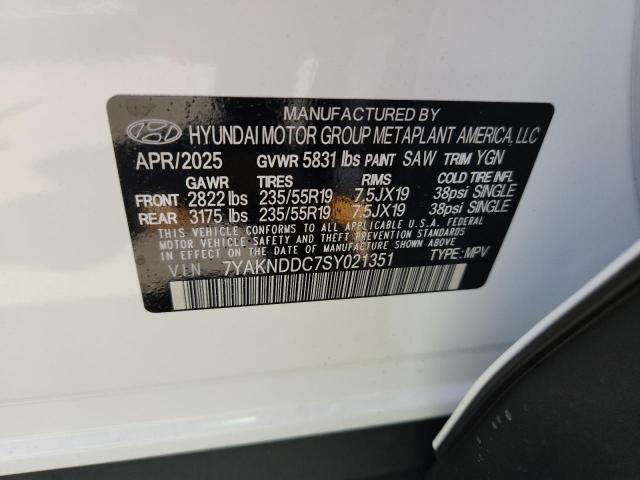 MANUFACTURED BY
HYUNDAI MOTOR GROUP METAPLANT AMERICA, LLC
APR/2025 GVWR 5831 lbs PAINT SAW TRIM YGN
GAWR TIRES RIMS COLD TIRE INFL
FRONT 2822 lbs 235/55R19 7.5JX19 38psi SINGLE
REAR 3175 lbs 235/55R19 7.5JX19 38psi SINGLE
THIS VEHICLE CONFORMS TO ALL APPLICABLE U.S.A. FEDERAL
MOTOR VEHICLE SAFETY AND THEFT PREVENTION STANDARDS
IN EFFECT ON THE DATE OF MANUFACTURE SHOWN ABOVE.
VIN 7YAKNDDC7SY021351 TYPE:MPV